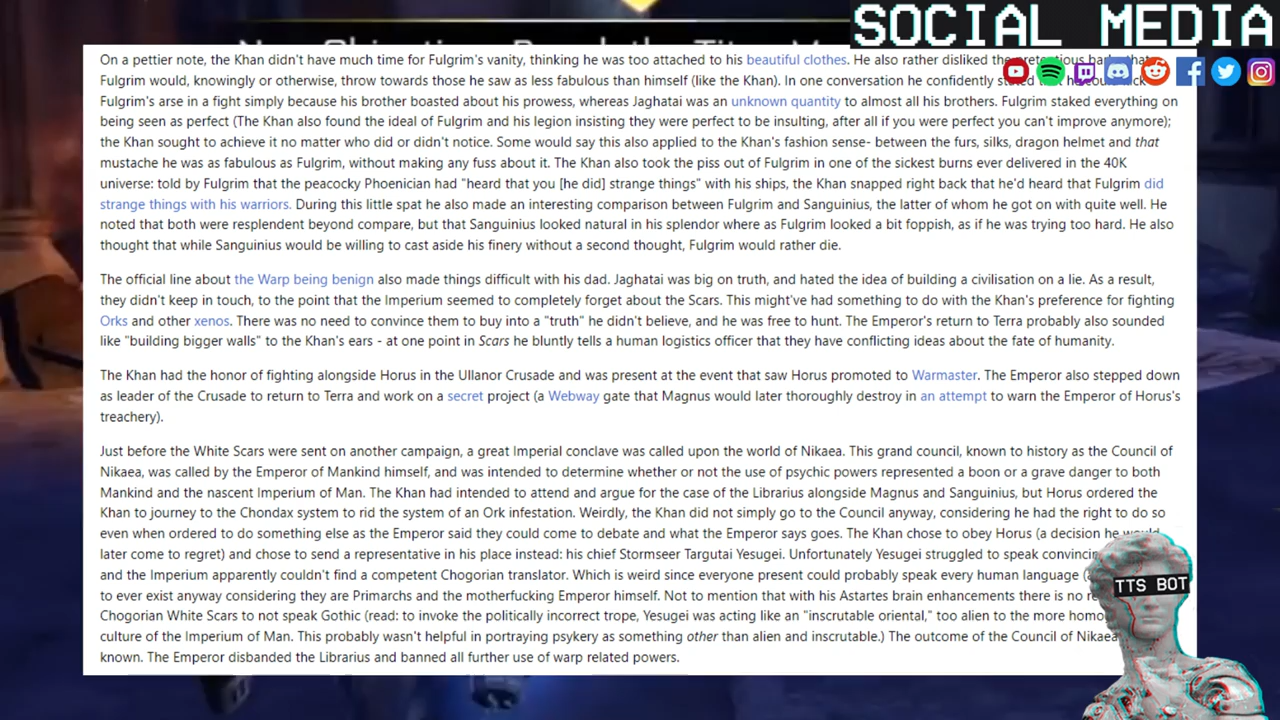 SOCIAL MEDIA
On a pettier note, the Khan didn't have much time for Fulgrim's vanity, thinking he was too attached to his beautiful clothes. He also rather disliked the pretentious
Fulgrim would, knowingly or otherwise, throw towards those he saw as less fabulous than himself (like the Khan). In one conversation he confidently stated
Fulgrim's arse in a fight simply because his brother boasted about his prowess, whereas Jaghatai was an unknown quantity to almost all his brothers. Fulgrim staked everything on
being seen as perfect (The Khan also found the ideal of Fulgrim and his legion insisting they were perfect to be insulting, after all if you were perfect you can't improve anymore);
the Khan sought to achieve it no matter who did or didn't notice. Some would say this also applied to the Khan's fashion sense- between the furs, silks, dragon helmet and that
mustache he was as fabulous as Fulgrim, without making any fuss about it. The Khan also took the piss out of Fulgrim in one of the sickest burns ever delivered in the 40K
universe: told by Fulgrim that the peacocky Phoenician had "heard that you [he did] strange things" with his ships, the Khan snapped right back that he'd heard that Fulgrim did
strange things with his warriors. During this little spat he also made an interesting comparison between Fulgrim and Sanguinius, the latter of whom he got on with quite well. He
noted that both were resplendent beyond compare, but that Sanguinius looked natural in his splendor where as Fulgrim looked a bit foppish, as if he was trying too hard. He also
thought that while Sanguinius would be willing to cast aside his finery without a second thought, Fulgrim would rather die.
The official line about the Warp being benign also made things difficult with his dad. Jaghatai was big on truth, and hated the idea of building a civilisation on a lie. As a result,
they didn't keep in touch, to the point that the Imperium seemed to completely forget about the Scars. This might've had something to do with the Khan's preference for fighting
Orks and other xenos. There was no need to convince them to buy into a "truth" he didn't believe, and he was free to hunt. The Emperor's return to Terra probably also sounded
like "building bigger walls" to the Khan's ears - at one point in Scars he bluntly tells a human logistics officer that they have conflicting ideas about the fate of humanity.
The Khan had the honor of fighting alongside Horus in the Ullanor Crusade and was present at the event that saw Horus promoted to Warmaster. The Emperor also stepped down
as leader of the Crusade to return to Terra and work on a secret project (a Webway gate that Magnus would later thoroughly destroy in an attempt to warn the Emperor of Horus's
treachery).
Just before the White Scars were sent on another campaign, a great Imperial conclave was called upon the world of Nikaea. This grand council, known to history as the Council of
Nikaea, was called by the Emperor of Mankind himself, and was intended to determine whether or not the use of psychic powers represented a boon or a grave danger to both
Mankind and the nascent Imperium of Man. The Khan had intended to attend and argue for the case of the Librarius alongside Magnus and Sanguinius, but Horus ordered the
Khan to journey to the Chondax system to rid the system of an Ork infestation. Weirdly, the Khan did not simply go to the Council anyway, considering he had the right to do so
even when ordered to do something else as the Emperor said they could come to debate and what the Emperor says goes. The Khan chose to obey Horus (a decision he would
later come to regret) and chose to send a representative in his place instead: his chief Stormseer Targutai Yesugei. Unfortunately Yesugei struggled to speak
and the Imperium apparently couldn't find a competent Chogorian translator. Which is weird since everyone present could probably speak every human language
to ever exist anyway considering they are Primarchs and the motherfucking Emperor himself. Not to mention that with his Astartes brain enhancements there is no
Chogorian White Scars to not speak Gothic (read: to invoke the politically incorrect trope, Yesugei was acting like an "inscrutable oriental," too alien to the more
culture of the Imperium of Man. This probably wasn't helpful in portraying psykery as something other than alien and inscrutable.) The outcome of the Council of Nikaea
known. The Emperor disbanded the Librarius and banned all further use of warp related powers.
TTS BOT